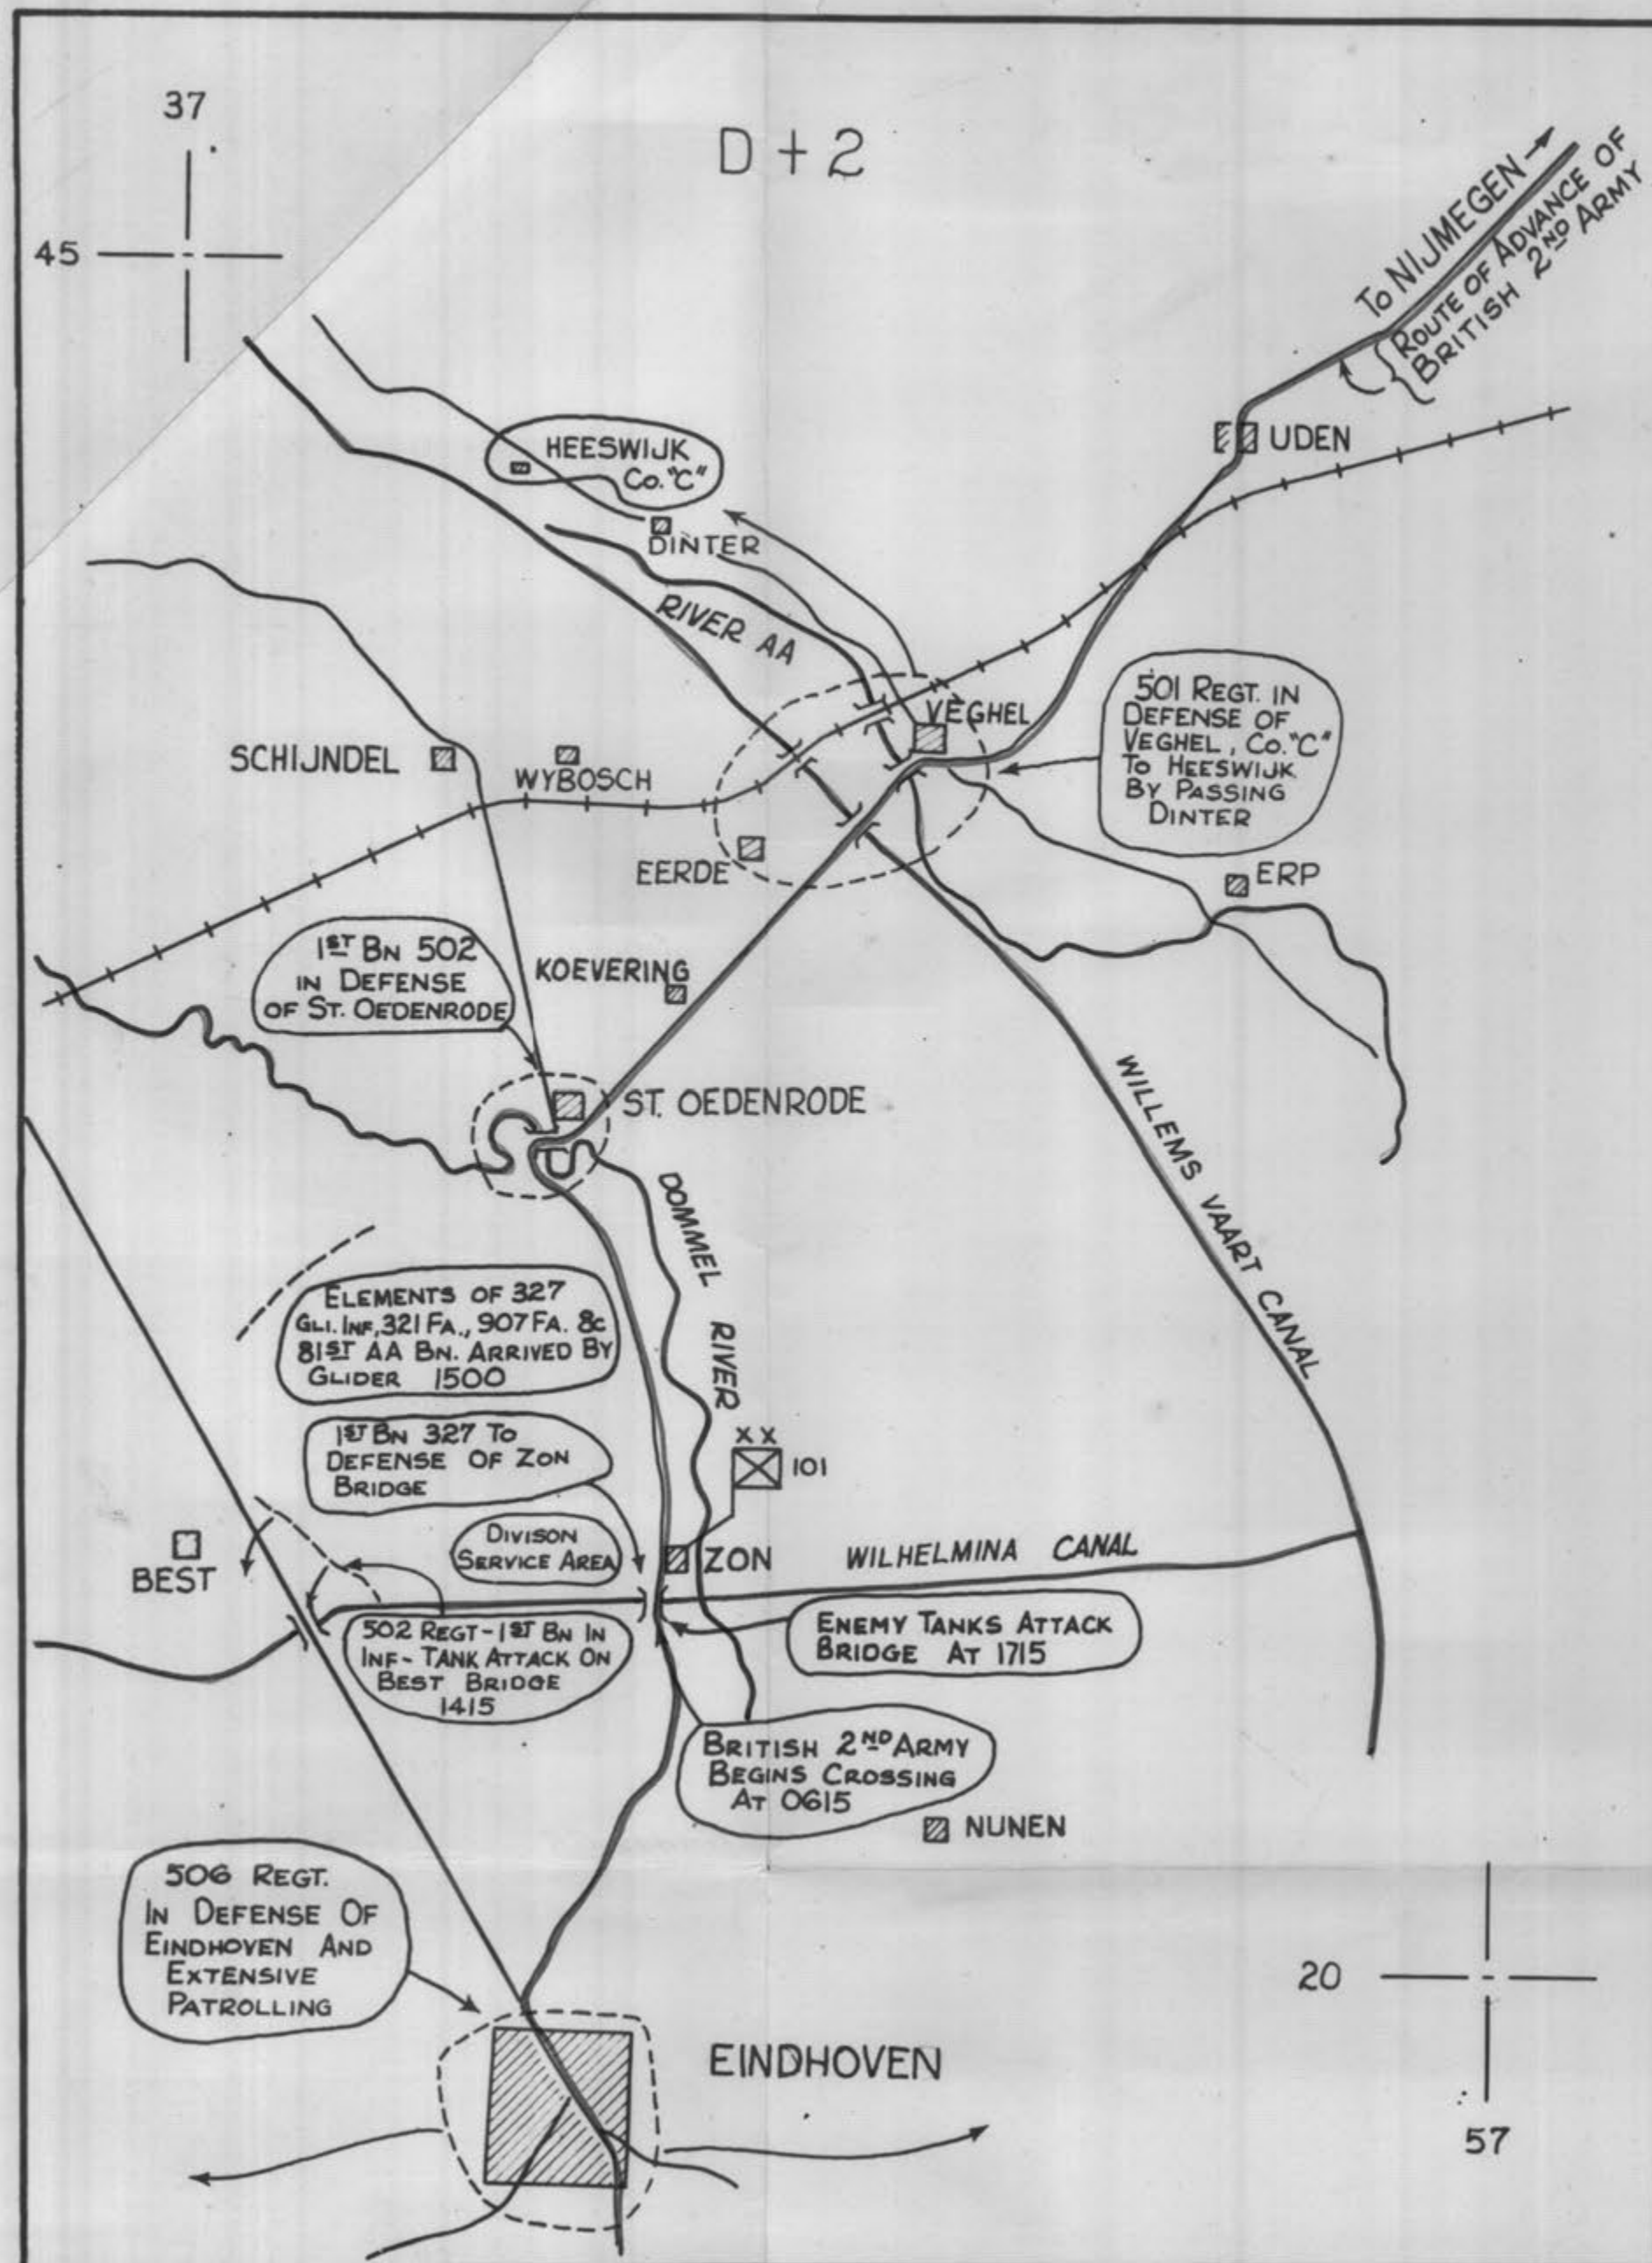 37
D+2
45
To NIJMEGEN
ROUTE OF ADVANCE OF
BRITISH 2ND ARMY
UDEN
HEESWIJK
Co. "C"
DINTER
RIVER AA
VEGHEL
501 REGT. IN
DEFENSE OF
VEGHEL, Co. "C"
To HEESWIJK
BY PASSING
DINTER
SCHIJNDEL
WYBOSCH
EERDE
ERP
1ST BN 502
IN DEFENSE
OF ST. OEDENRODE
KOEVERING
ST. OEDENRODE
WILLEMS VAART CANAL
DOMMEL RIVER
ELEMENTS OF 327
GLI. INF, 321 FA., 907 FA. &
81ST AA BN. ARRIVED BY
GLIDER 1500
1ST BN 327 To
DEFENSE OF ZON
BRIDGE
XX
101
DIVISON
SERVICE AREA
ZON
WILHELMINA CANAL
BEST
502 REGT-1ST BN IN
INF-TANK ATTACK ON
BEST BRIDGE
1415
ENEMY TANKS ATTACK
BRIDGE AT 1715
BRITISH 2ND ARMY
BEGINS CROSSING
AT 0615
NUNEN
506 REGT.
IN DEFENSE OF
EINDHOVEN AND
EXTENSIVE
PATROLLING
20
EINDHOVEN
57